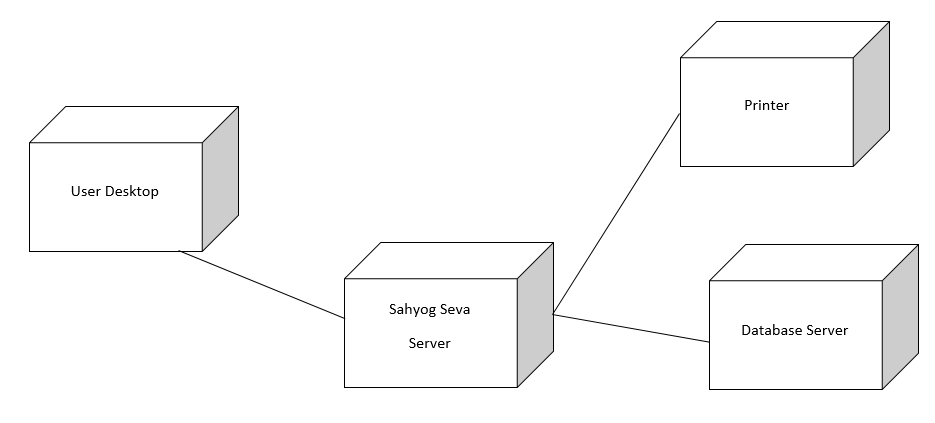 Printer
User Desktop
Sahyog Seva
Server
Database Server